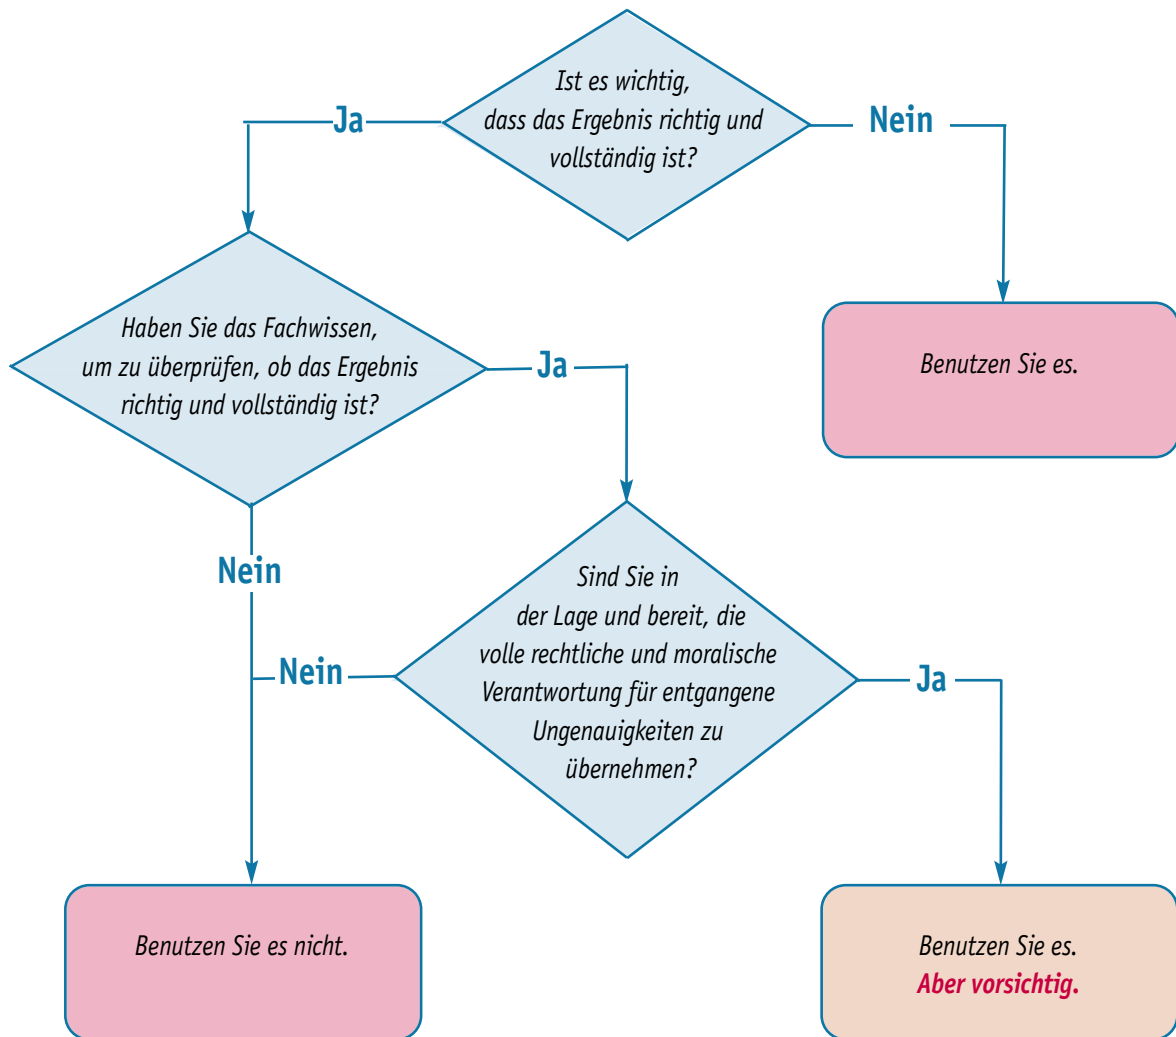 Ist es wichtig,
dass das Ergebnis richtig und
vollständig ist?
Ja
Nein
Haben Sie das Fachwissen,
um zu überprüfen, ob das Ergebnis
richtig und vollständig ist?
Ja
Benutzen Sie es.
Nein
Sind Sie in
der Lage und bereit, die
volle rechtliche und moralische
Verantwortung für entgangene
Ungenauigkeiten zu
übernehmen?
Nein
Ja
Benutzen Sie es nicht.
Benutzen Sie es.
Aber vorsichtig.